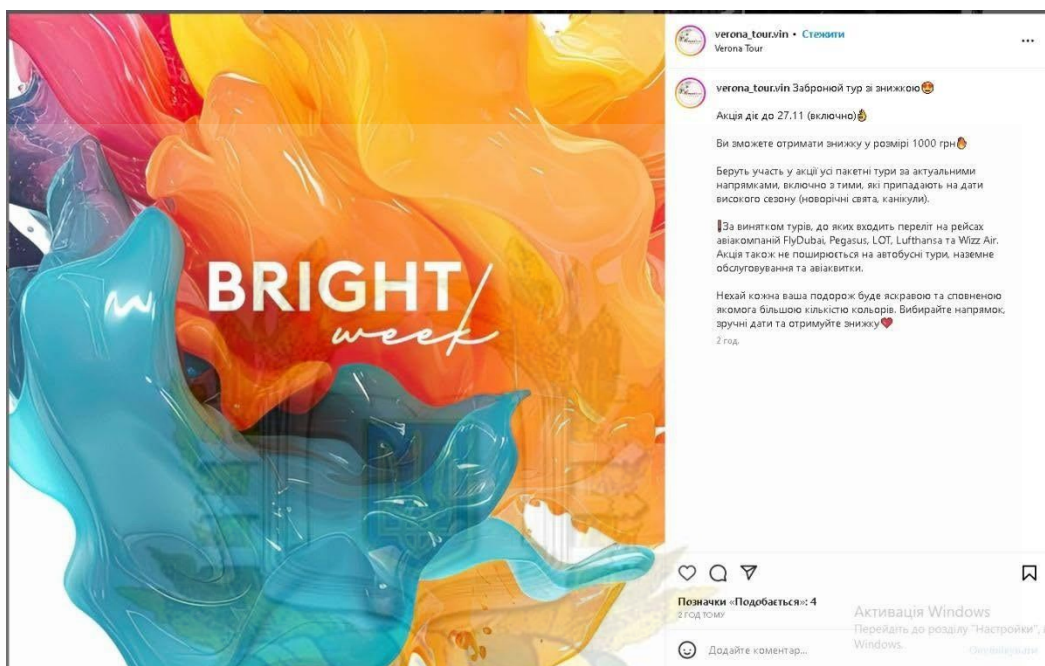 BRIGHT
week
verona_tour.vin • Стежити
Verona Tour
verona_tour.vin Забронюй тур зі знижкою😍
Акція діє до 27.11 (включно)👌
Ви зможете отримати знижку у розмірі 1000 грн🔥
Беруть участь у акції усі пакетні тури за актуальними
напрямками, включно з тими, які припадають на дати
високого сезону (новорічні свята, канікули).
❗За винятком турів, до яких входить переліт на рейсах
авіакомпаній FlyDubai, Pegasus, LOT, Lufthansa та Wizz Air.
Акція також не поширюється на автобусні тури, наземне
обслуговування та авіаквитки.
Нехай кожна ваша подорож буде яскравою та сповненою
якомога більшою кількістю кольорів. Вибирайте напрямок,
зручні дати та отримуйте знижку❤️
2 год.
Позначки «Подобається»: 4
2 ГОД ТОМУ
Активація Windows
Перейдіть до розділу "Настройки",
Windows.
Додайте коментар...